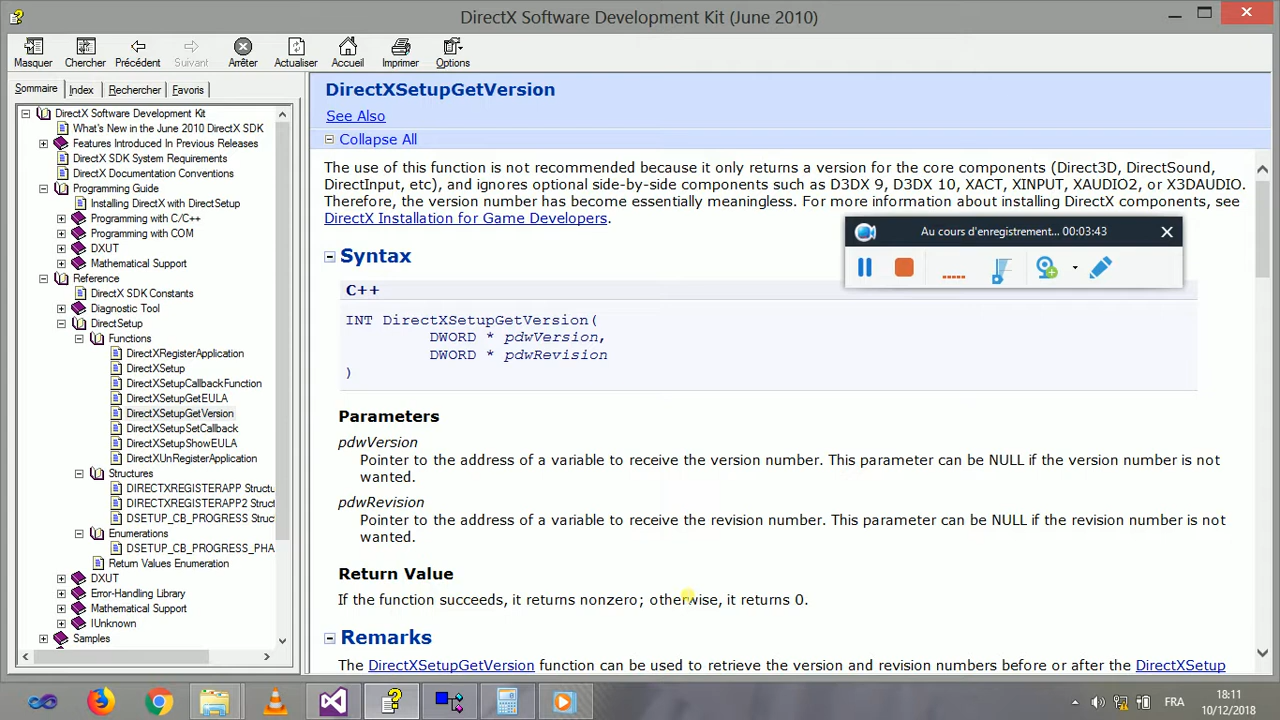 DirectX Software Development Kit (June 2010)
Masquer Chercher Précédent Suivant Arrêter Actualiser Accueil Imprimer Options
Sommaire Index Rechercher Favoris
DirectX Software Development Kit
What's New in the June 2010 DirectX SDK
Features Introduced In Previous Releases
DirectX SDK System Requirements
DirectX Documentation Conventions
Programming Guide
Installing DirectX with DirectSetup
Programming with C/C++
Programming with COM
DXUT
Mathematical Support
Reference
DirectX SDK Constants
Diagnostic Tool
DirectSetup
Functions
DirectXRegisterApplication
DirectXSetup
DirectXSetupCallbackFunction
DirectXSetupGetEULA
DirectXSetupGetVersion
DirectXSetupSetCallback
DirectXSetupShowEULA
DirectXUnRegisterApplication
Structures
DIRECTXREGISTERAPP Structu
DIRECTXREGISTERAPP2 Struct
DSETUP_CB_PROGRESS Struc
Enumerations
DSETUP_CB_PROGRESS_PHA
Return Values Enumeration
DXUT
Error-Handling Library
Mathematical Support
IUnknown
Samples
DirectXSetupGetVersion
See Also
Collapse All
The use of this function is not recommended because it only returns a version for the core components (Direct3D, DirectSound,
DirectInput, etc), and ignores optional side-by-side components such as D3DX 9, D3DX 10, XACT, XINPUT, XAUDIO2, or X3DAUDIO.
Therefore, the version number has become essentially meaningless. For more information about installing DirectX components, see
DirectX Installation for Game Developers.
Au cours d'enregistrement... 00:03:43
Syntax
C++
INT DirectXSetupGetVersion(
DWORD * pdwVersion,
DWORD * pdwRevision
)
Parameters
pdwVersion
Pointer to the address of a variable to receive the version number. This parameter can be NULL if the version number is not
wanted.
pdwRevision
Pointer to the address of a variable to receive the revision number. This parameter can be NULL if the revision number is not
wanted.
Return Value
If the function succeeds, it returns nonzero; otherwise, it returns 0.
Remarks
The DirectXSetupGetVersion function can be used to retrieve the version and revision numbers before or after the DirectXSetup
FRA
18:11
10/12/2018